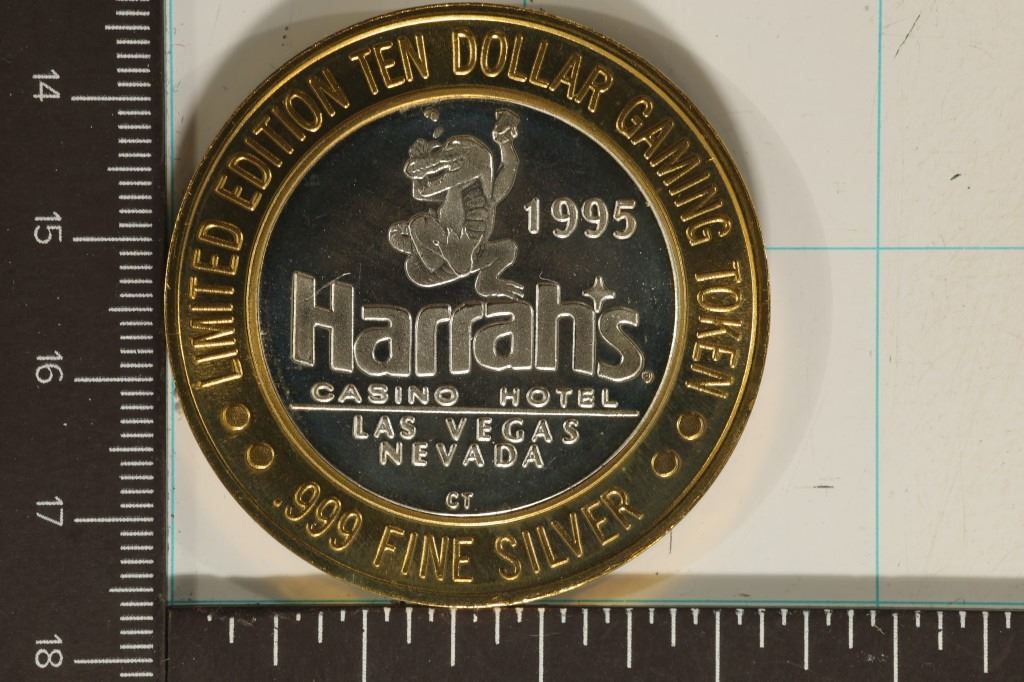 LIMITED EDITION TEN DOLLAR GAMING TOKEN
1995
Harrah's
CASINO HOTEL
LAS VEGAS
NEVADA
CT
.999 FINE SILVER
14
15
16
17
18